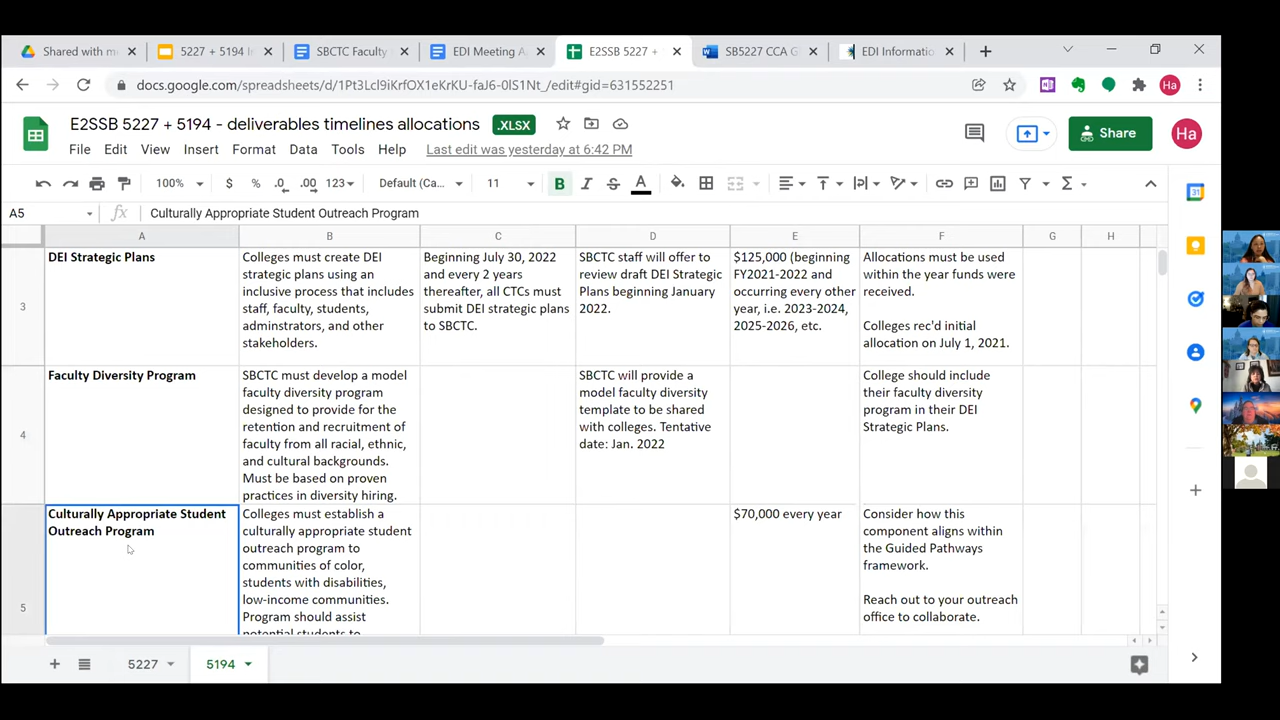 Shared with m
5227 + 5194 I
SBCTC Faculty
EDI Meeting A
E2SSB 5227 +
SB5227 CCA G
EDI Informatio
docs.google.com/spreadsheets/d/1Pt3Lcl9iKrfOX1eKrKU-faJ6-0lS1Nt_/edit#gid=631552251
Ha
E2SSB 5227 + 5194 - deliverables timelines allocations
.XLSX
File Edit View Insert Format Data Tools Help Last edit was yesterday at 6:42 PM
Share
Ha
100% $ % .0 .00 123 Default (Ca... 11 B I S A
A5 fx Culturally Appropriate Student Outreach Program
A B C D E F G H
3
DEI Strategic Plans
Colleges must create DEI
strategic plans using an
inclusive process that includes
staff, faculty, students,
adminstrators, and other
stakeholders.
Beginning July 30, 2022
and every 2 years
thereafter, all CTCs must
submit DEI strategic plans
to SBCTC.
SBCTC staff will offer to
review draft DEI Strategic
Plans beginning January
2022.
$125,000 (beginning
FY2021-2022 and
occurring every other
year, i.e. 2023-2024,
2025-2026, etc.
Allocations must be used
within the year funds were
received.
Colleges rec'd initial
allocation on July 1, 2021.
4
Faculty Diversity Program
SBCTC must develop a model
faculty diversity program
designed to provide for the
retention and recruitment of
faculty from all racial, ethnic,
and cultural backgrounds.
Must be based on proven
practices in diversity hiring.
SBCTC will provide a
model faculty diversity
template to be shared
with colleges. Tentative
date: Jan. 2022
College should include
their faculty diversity
program in their DEI
Strategic Plans.
5
Culturally Appropriate Student
Outreach Program
Colleges must establish a
culturally appropriate student
outreach program to
communities of color,
students with disabilities,
low-income communities.
Program should assist
potential students to
$70,000 every year
Consider how this
component aligns within
the Guided Pathways
framework.
Reach out to your outreach
office to collaborate.
5227
5194
31